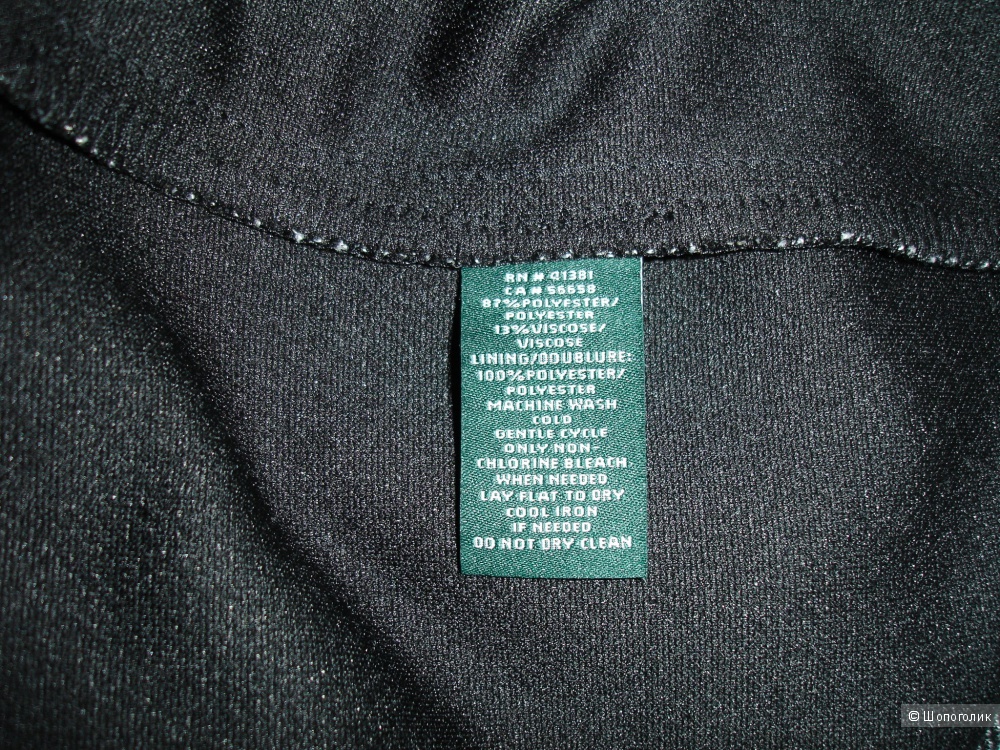 RN # 41381
CA # 56658
87%POLYESTER/
POLYESTER
13%VISCOSE/
VISCOSE
LINING/DOUBLURE:
100%POLYESTER/
POLYESTER
MACHINE WASH
COLD
GENTLE CYCLE
ONLY NON-
CHLORINE BLEACH
WHEN NEEDED
LAY FLAT TO DRY
COOL IRON
IF NEEDED
DO NOT DRY CLEAN
© Шопоголик